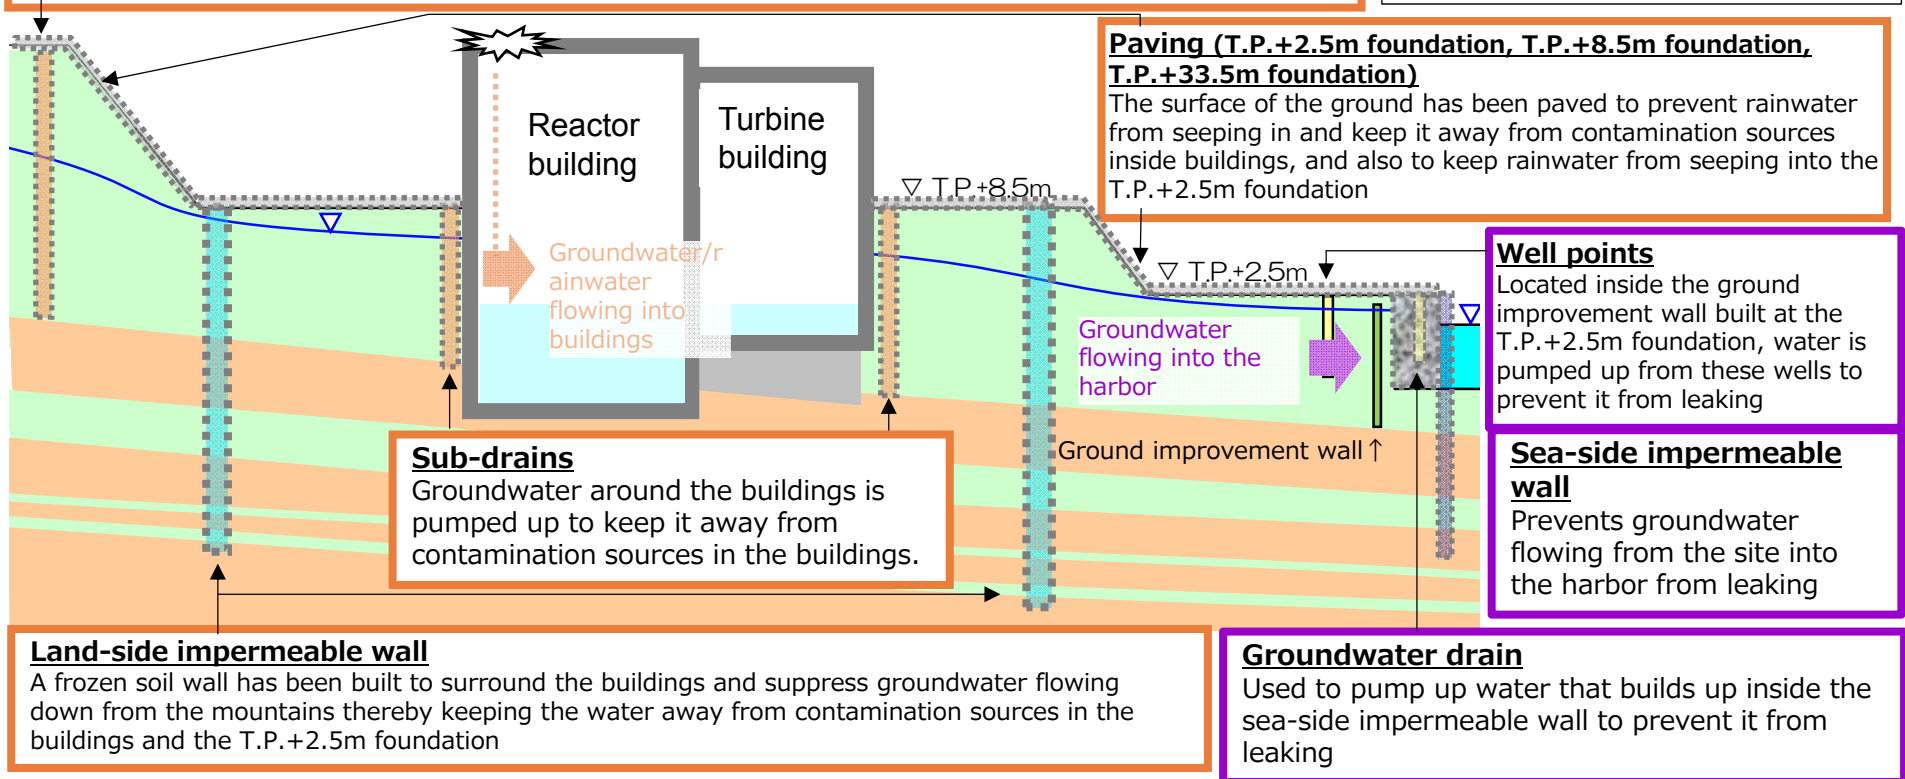 Paving (T.P.+2.5m foundation, T.P.+8.5m foundation,
T.P.+33.5m foundation)
The surface of the ground has been paved to prevent rainwater
from seeping in and keep it away from contamination sources
inside buildings, and also to keep rainwater from seeping into the
T.P.+2.5m foundation
Reactor
building
Turbine
building
▽ T.P.+8.5m
Groundwater/r
ainwater
flowing into
buildings
▽ T.P.+2.5m
Well points
Located inside the ground
improvement wall built at the
T.P.+2.5m foundation, water is
pumped up from these wells to
prevent it from leaking
Groundwater
flowing into the
harbor
Ground improvement wall↑
Sub-drains
Groundwater around the buildings is
pumped up to keep it away from
contamination sources in the buildings.
Sea-side impermeable
wall
Prevents groundwater
flowing from the site into
the harbor from leaking
Land-side impermeable wall
A frozen soil wall has been built to surround the buildings and suppress groundwater flowing
down from the mountains thereby keeping the water away from contamination sources in the
buildings and the T.P.+2.5m foundation
Groundwater drain
Used to pump up water that builds up inside the
sea-side impermeable wall to prevent it from
leaking